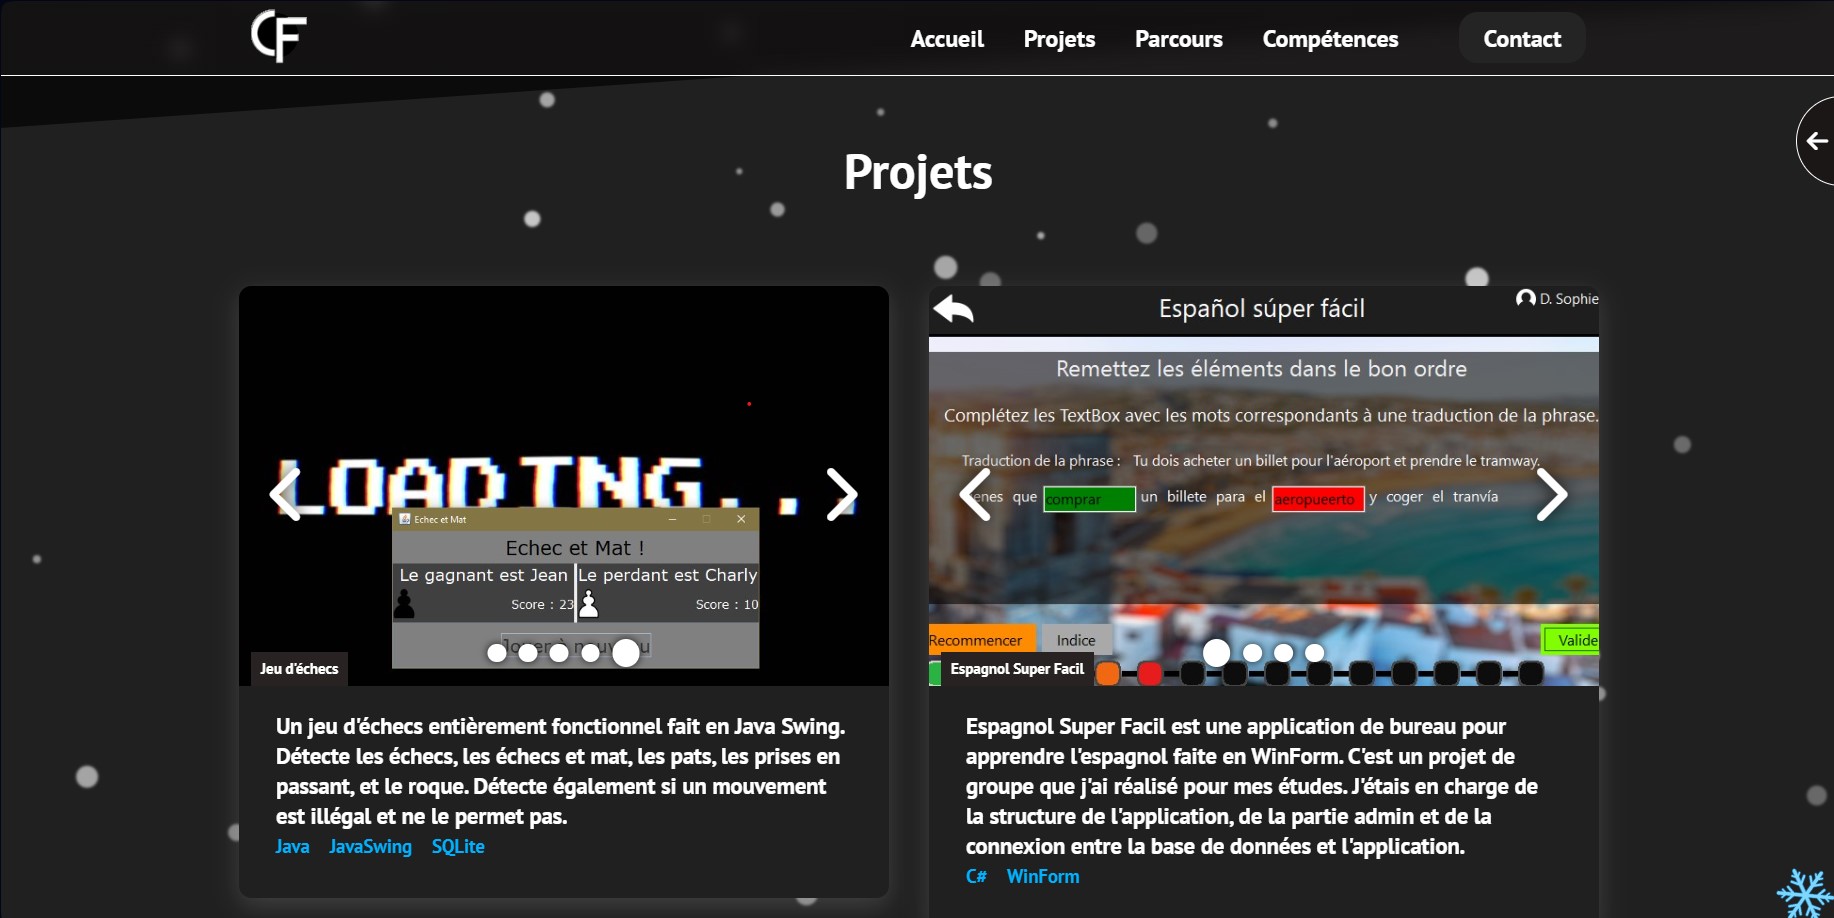 CF
Accueil Projets Parcours Compétences Contact
Projets
LOADING...
Echec et Mat
Echec et Mat !
Le gagnant est Jean
Le perdant est Charly
Score : 23
Score : 10
Jeu d'échecs
Un jeu d'échecs entièrement fonctionnel fait en Java Swing.
Détecte les échecs, les échecs et mat, les pats, les prises en
passant, et le roque. Détecte également si un mouvement
est illégal et ne le permet pas.
Java JavaSwing SQLite
Español súper fácil
D. Sophie
Remettez les éléments dans le bon ordre
Complétez les TextBox avec les mots correspondants à une traduction de la phrase.
Traduction de la phrase : Tu dois acheter un billet pour l'aéroport et prendre le tramway.
que comprar un billete para el aeropueerto y coger el tranvía
Recommencer Indice Valide
Espagnol Super Facil
Espagnol Super Facil est une application de bureau pour
apprendre l'espagnol faite en WinForm. C'est un projet de
groupe que j'ai réalisé pour mes études. J'étais en charge de
la structure de l'application, de la partie admin et de la
connexion entre la base de données et l'application.
C# WinForm